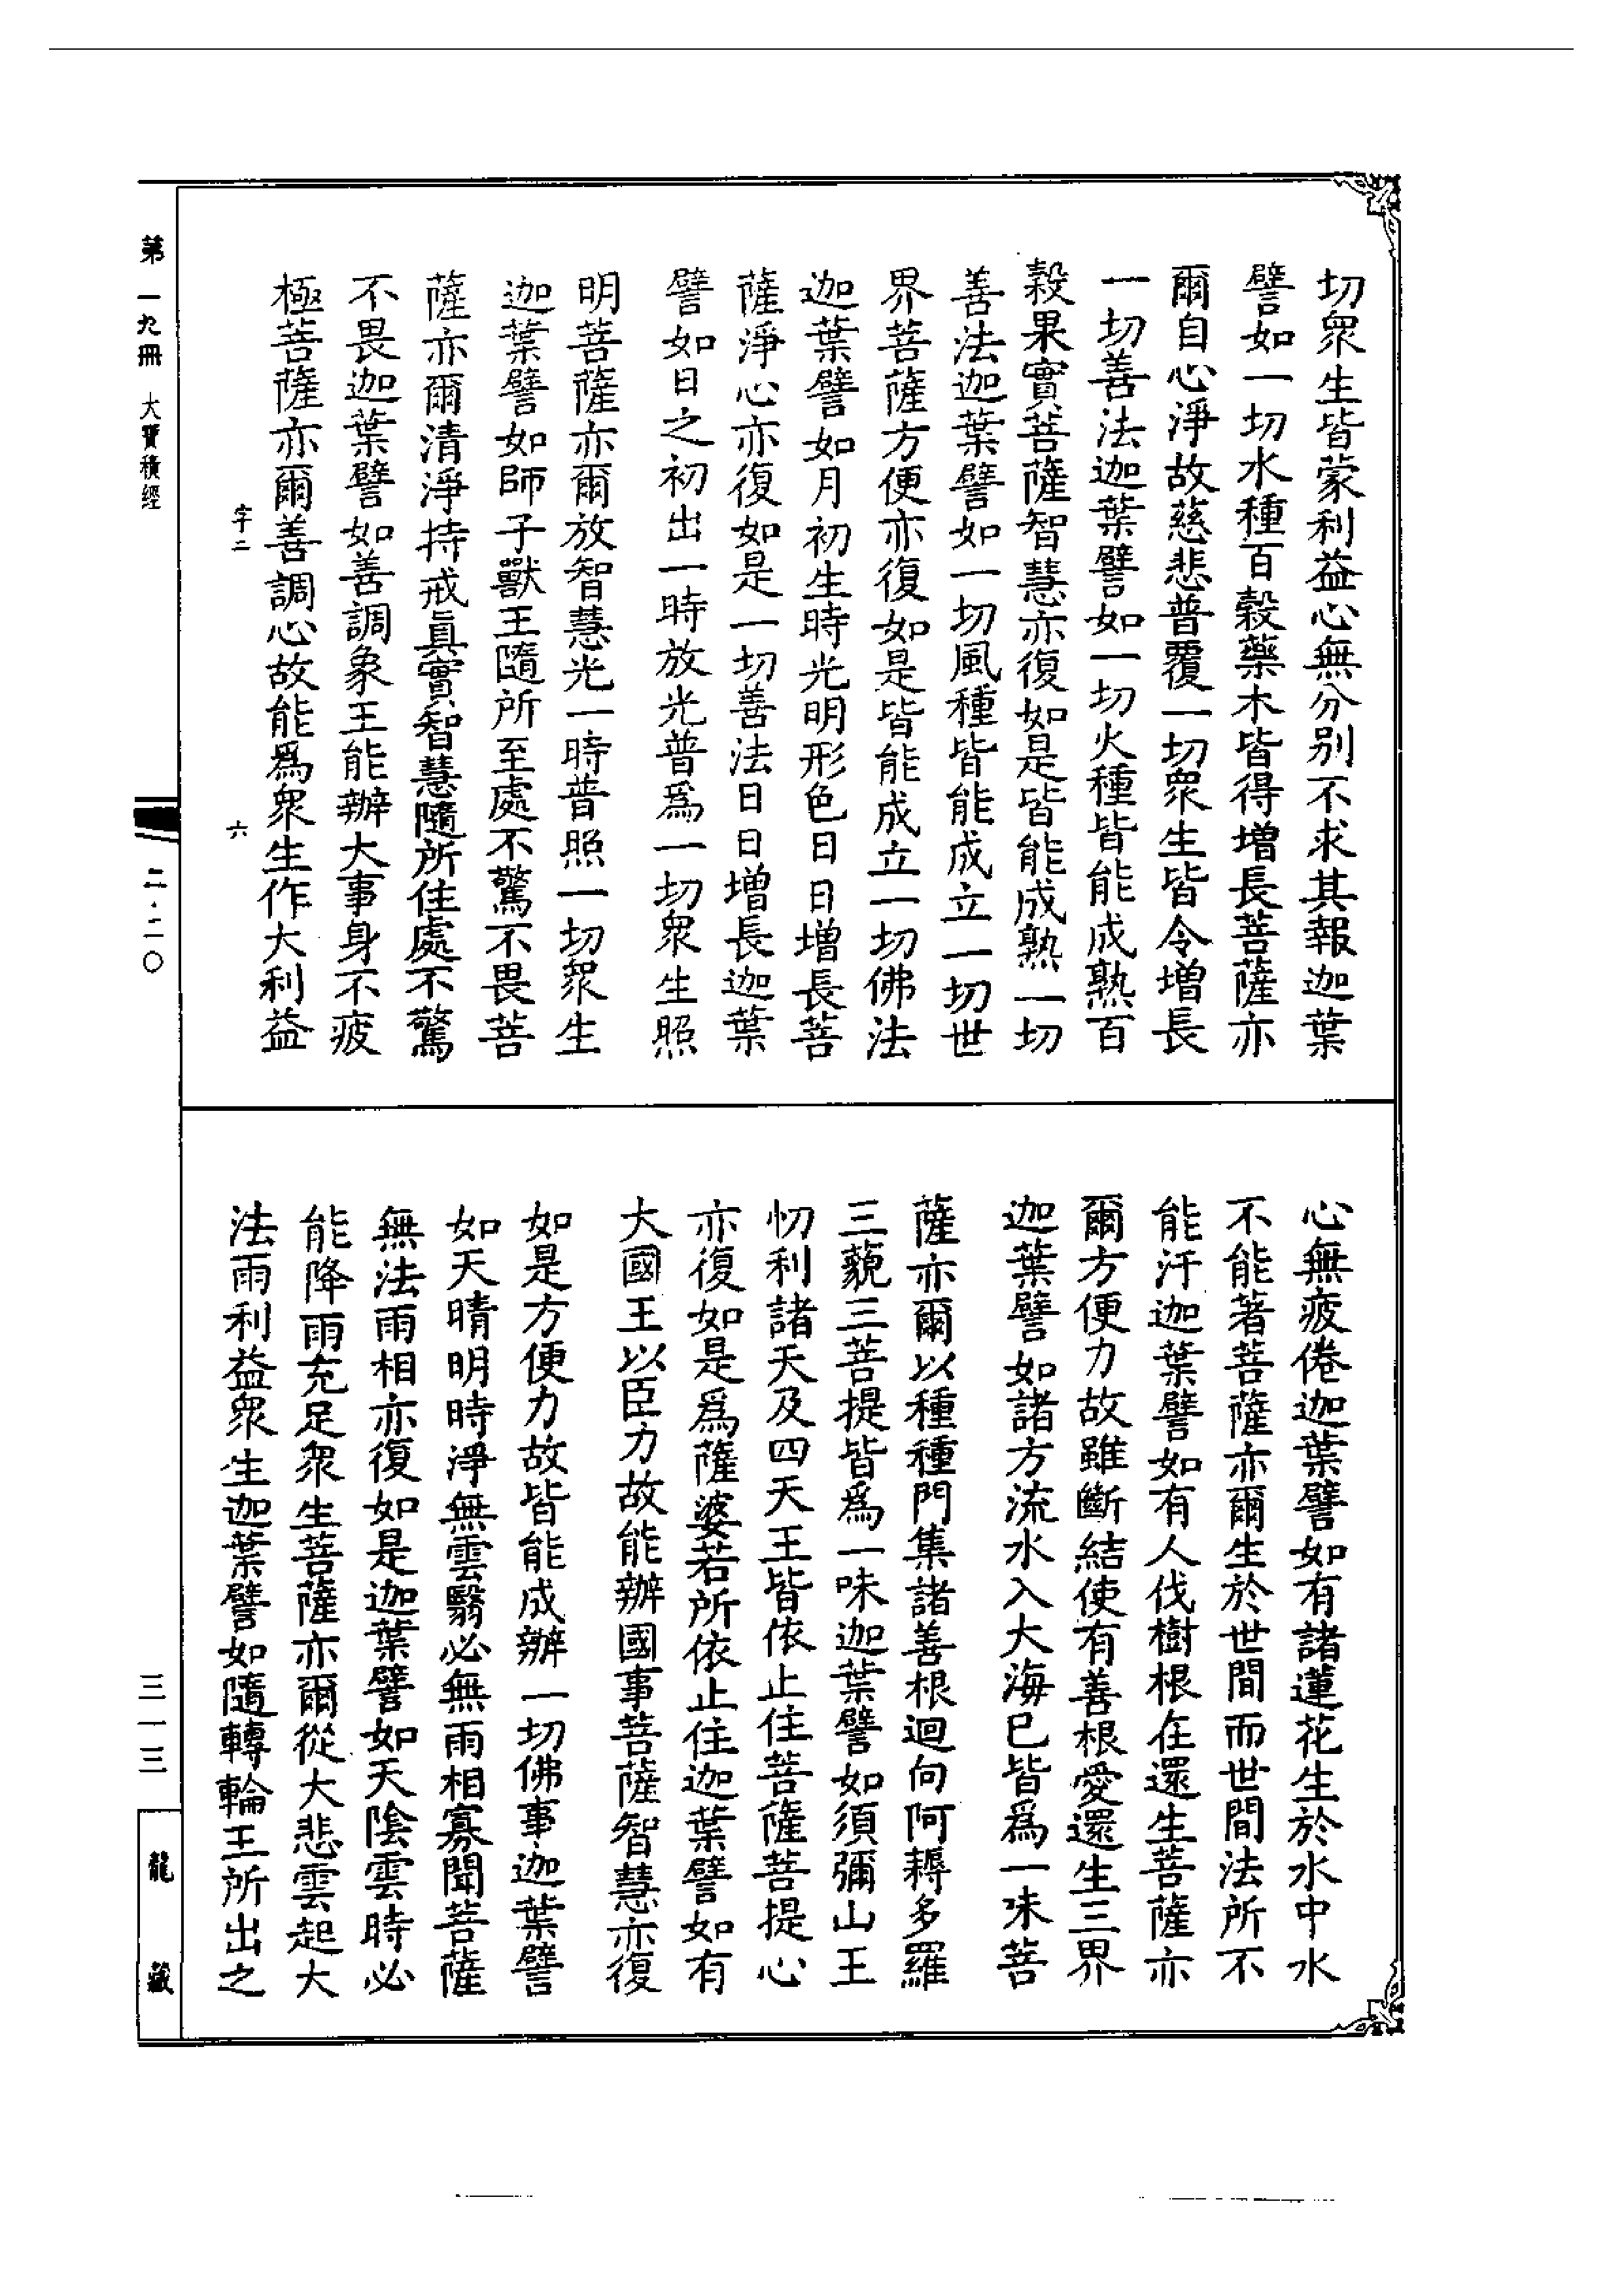 切衆生皆蒙利益心無分别不求其報迦葉
譬如一切水種百穀藥木皆得增長菩薩亦
爾自心淨故慈悲普覆一切衆生皆令增長
一切善法迦葉譬如一切火種皆能成熟百
穀果實菩薩智慧亦復如是皆能成熟一切
善法迦葉譬如一切風種皆能成立一切世
界菩薩方便亦復如是皆能成立一切佛法
迦葉譬如月初生時光明形色日日增長菩
薩淨心亦復如是一切善法日日增長迦葉
譬如日之初出一時放光普爲一切衆生照
明菩薩亦爾放智慧光一時普照一切衆生
迦葉譬如師子獸王隨所至處不驚不畏菩
薩亦爾清淨持戒眞實智慧隨所住處不驚
不畏迦葉譬如善調象王能辦大事身不疲
極菩薩亦爾善調心故能爲衆生作大利益
字二
六
心無疲倦迦葉譬如有諸蓮花生於水中水
不能著菩薩亦爾生於世間而世間法所不
能汙迦葉譬如有人伐樹根在還生菩薩亦
爾方便力故雖斷結使有善根愛還生三界
迦葉譬如諸方流水入大海已皆爲一味菩
薩亦爾以種種門集諸善根迴向阿耨多羅
三藐三菩提皆爲一味迦葉譬如須彌山王
忉利諸天及四天王皆依止住菩薩菩提心
亦復如是爲薩婆若所依止住迦葉譬如有
大國王以臣力故能辦國事菩薩智慧亦復
如是方便力故皆能成辦一切佛事迦葉譬
如天晴明時淨無雲翳必無雨相寡聞菩薩
無法雨相亦復如是迦葉譬如天陰雲時必
能降雨充足衆生菩薩亦爾從大悲雲起大
法雨利益衆生迦葉譬如隨轉輪王所出之
第一九冊 大寶積經
二·二〇
三一三
龍藏